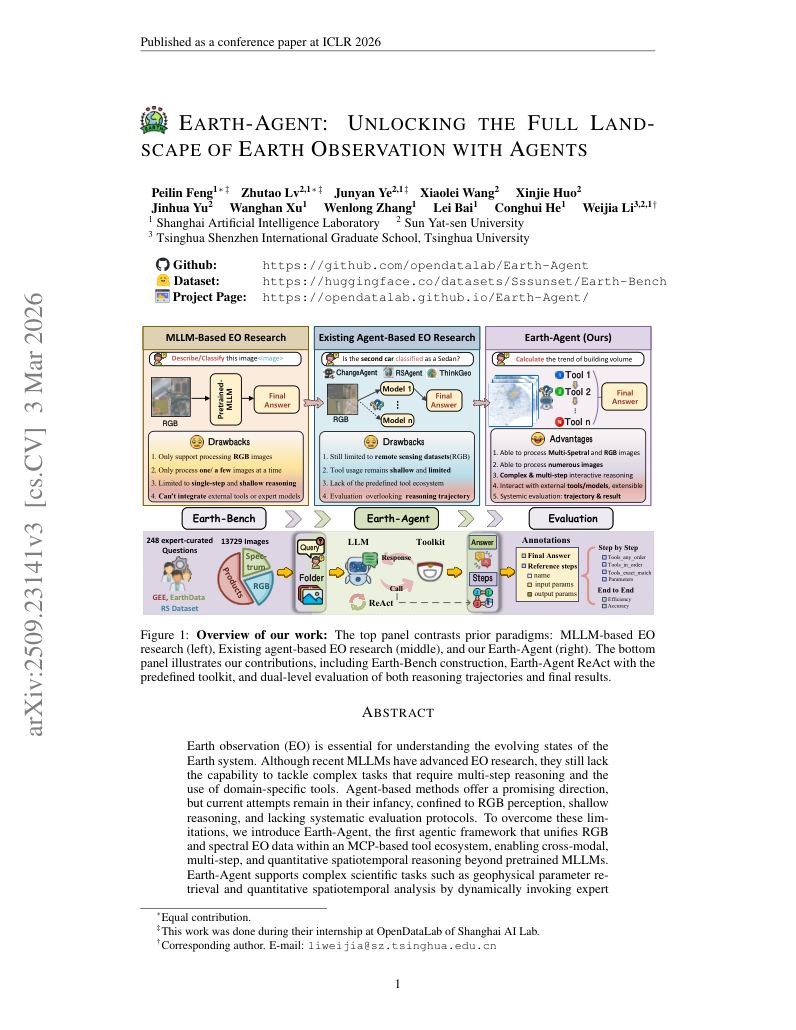 Published as a conference paper at ICLR 2026
EARTH-AGENT: UNLOCKING THE FULL LAND-
SCAPE OF EARTH OBSERVATION WITH AGENTS
Peilin Feng1∗‡ Zhutao Lv2,1∗‡ Junyan Ye2,1‡ Xiaolei Wang2 Xinjie Huo2
Jinhua Yu2 Wanghan Xu1 Wenlong Zhang1 Lei Bai1 Conghui He1 Weijia Li3,2,1†
1 Shanghai Artificial Intelligence Laboratory 2 Sun Yat-sen University
3 Tsinghua Shenzhen International Graduate School, Tsinghua University
Github: https://github.com/opendatalab/Earth-Agent
Dataset: https://huggingface.co/datasets/Sssunset/Earth-Bench
Project Page: https://opendatalab.github.io/Earth-Agent/
arXiv:2509.23141v3 [cs.CV] 3 Mar 2026
MLLM-Based EO Research
Describe/Classify this image<image>
RGB
Pretrained-
MLLM
Final
Answer
Drawbacks
1. Only support processing RGB images
2. Only process one/ a few images at a time
3. Limited to single-step and shallow reasoning
4. Can't integrate external tools or expert models
Existing Agent-Based EO Research
Is the second car classified as a Sedan?
ChangeAgent RSAgent ThinkGeo
RGB
Model 1
⋮
Model n
Final
Answer
Drawbacks
1. Still limited to remote sensing datasets(RGB)
2. Tool usage remains shallow and limited
3. Lack of the predefined tool ecosystem
4. Evaluation overlooking reasoning trajectory
Earth-Agent (Ours)
Calculate the trend of building volume
Tool 1
Tool 2
⋮
Tool n
Final
Answer
Advantages
1. Able to process Multi-Spetral and RGB images
2. Able to process numerous images
3. Complex & multi-step interactive reasoning
4. Interact with external tools/models, extensible
5. Systemic evaluation: trajectory & result
Earth-Bench
Earth-Agent
Evaluation
248 expert-curated
Questions
GEE, EarthData
RS Dataset
13729 Images
Spec-
trum
RGB
Products
Query
Folder
LLM
Toolkit
Response
Call
ReAct
Answer
Steps
Annotations
Final Answer
Reference steps
name
input params
output params
Step by Step
Tools_any_order
Tools_in_order
Tools_exact_match
Parameters
End to End
Efficiency
Accuracy
Figure 1: Overview of our work: The top panel contrasts prior paradigms: MLLM-based EO
research (left), Existing agent-based EO research (middle), and our Earth-Agent (right). The bottom
panel illustrates our contributions, including Earth-Bench construction, Earth-Agent ReAct with the
predefined toolkit, and dual-level evaluation of both reasoning trajectories and final results.
ABSTRACT
Earth observation (EO) is essential for understanding the evolving states of the
Earth system. Although recent MLLMs have advanced EO research, they still lack
the capability to tackle complex tasks that require multi-step reasoning and the
use of domain-specific tools. Agent-based methods offer a promising direction,
but current attempts remain in their infancy, confined to RGB perception, shallow
reasoning, and lacking systematic evaluation protocols. To overcome these lim-
itations, we introduce Earth-Agent, the first agentic framework that unifies RGB
and spectral EO data within an MCP-based tool ecosystem, enabling cross-modal,
multi-step, and quantitative spatiotemporal reasoning beyond pretrained MLLMs.
Earth-Agent supports complex scientific tasks such as geophysical parameter re-
trieval and quantitative spatiotemporal analysis by dynamically invoking expert
∗Equal contribution.
‡This work was done during their internship at OpenDataLab of Shanghai AI Lab.
†Corresponding author. E-mail: liweijia@sz.tsinghua.edu.cn
1